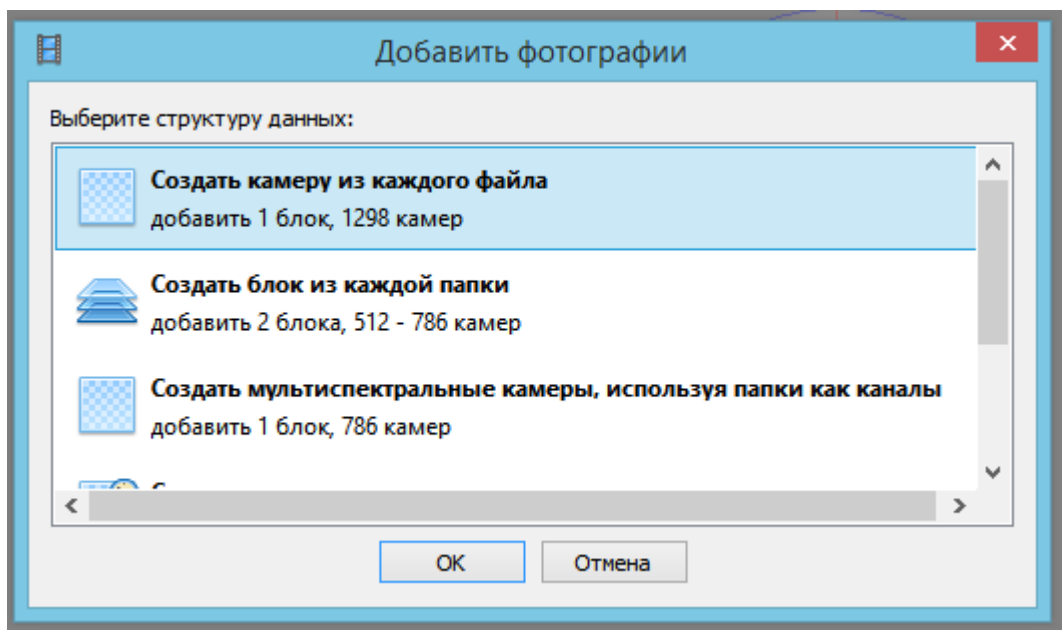 Добавить фотографии
Выберите структуру данных:
Создать камеру из каждого файла
добавить 1 блок, 1298 камер
Создать блок из каждой папки
добавить 2 блока, 512 - 786 камер
Создать мультиспектральные камеры, используя папки как каналы
добавить 1 блок, 786 камер
OK
Отмена